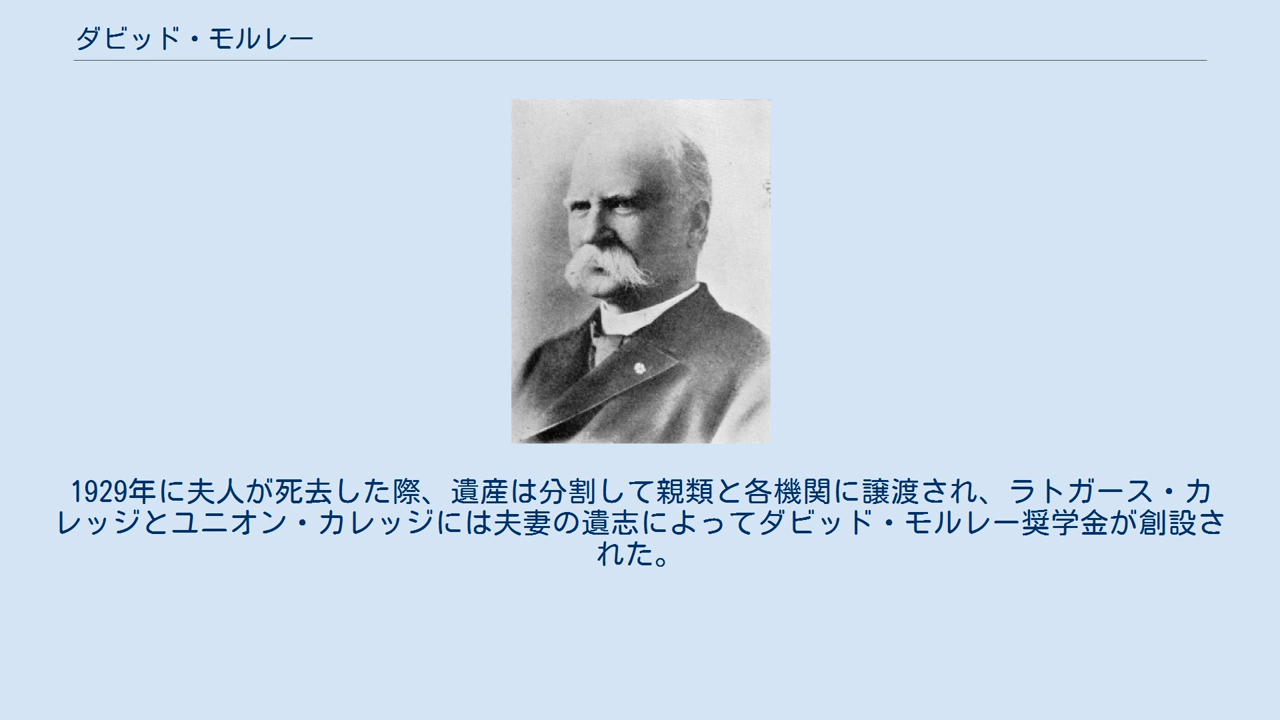 ダビッド・モルレー
1929年に夫人が死去した際、遺産は分割して親類と各機関に譲渡され、ラトガース・カ
レッジとユニオン・カレッジには夫妻の遺志によってダビッド・モルレー奨学金が創設さ
れた。